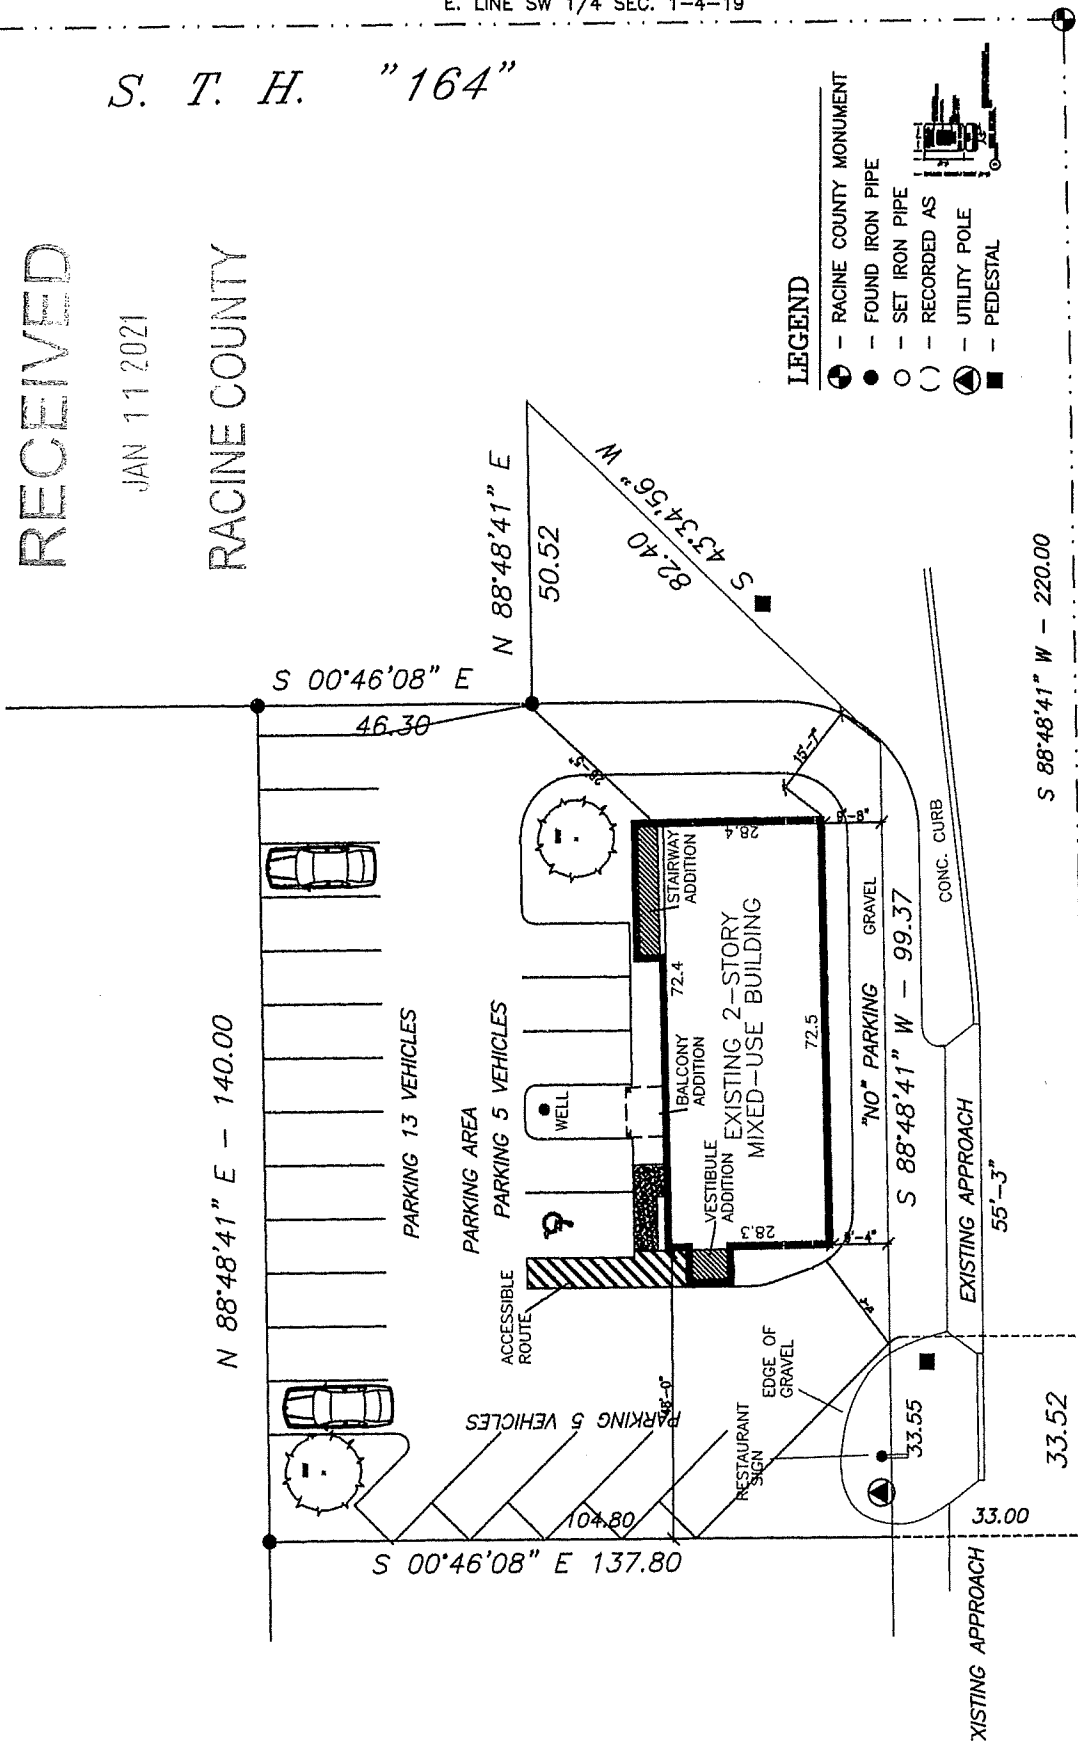 E. LINE SW 1/4 SEC. 1-4-19
S. T. H. "164"
RECEIVED
JAN 11 2021
RACINE COUNTY
LEGEND
- RACINE COUNTY MONUMENT
- FOUND IRON PIPE
- SET IRON PIPE
( ) - RECORDED AS
- UTILITY POLE
- PEDESTAL
N 88°48'41" E
50.52
82.40
S 43°34'56" W
S 00°46'08" E
46.30
28'-5"
15'-7"
28.4
STAIRWAY
ADDITION
72.4
EXISTING 2-STORY
MIXED-USE BUILDING
BALCONY
ADDITION
VESTIBULE
ADDITION
72.5
28.3
WELL
N 88°48'41" E - 140.00
PARKING 13 VEHICLES
PARKING AREA
PARKING 5 VEHICLES
ACCESSIBLE
ROUTE
PARKING 5 VEHICLES
"NO" PARKING
GRAVEL
S 88°48'41" W - 99.37
CONC. CURB
S 88°48'41" W - 220.00
EXISTING APPROACH
55'-3"
EDGE OF
GRAVEL
RESTAURANT
SIGN
33.55
33.52
33.00
104.80
S 00°46'08" E 137.80
XISTING APPROACH